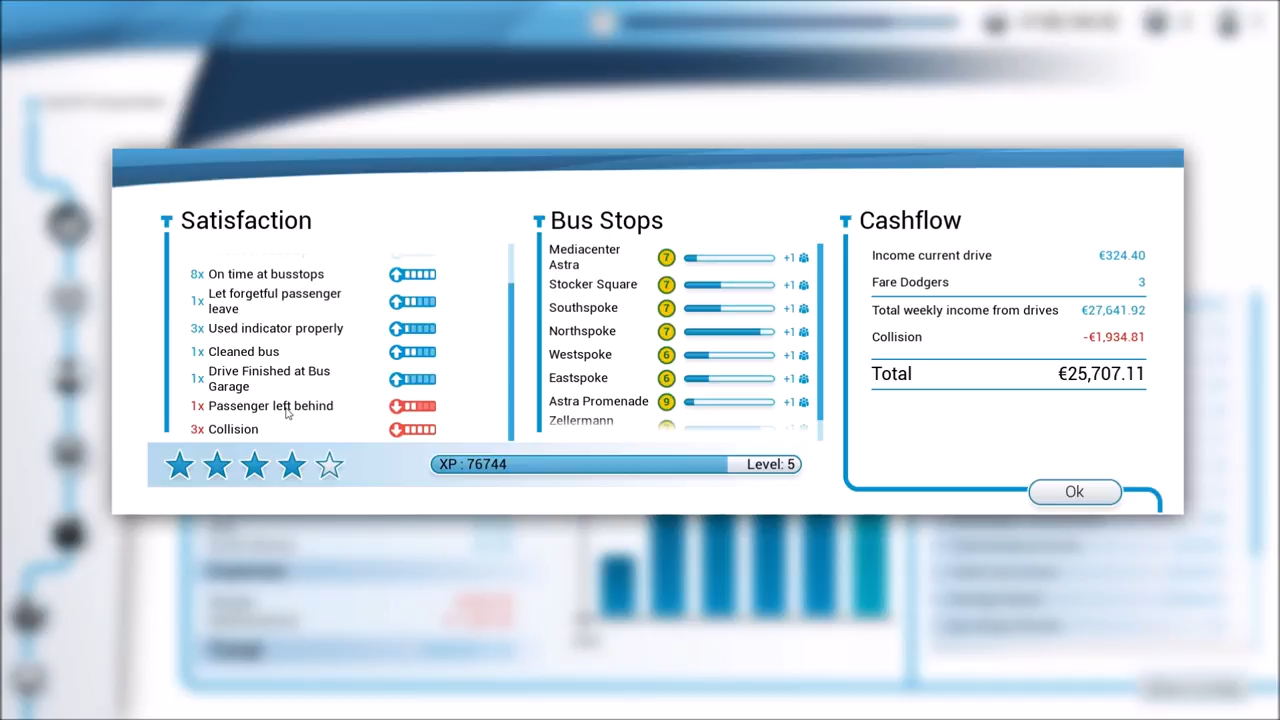 Satisfaction
8x On time at busstops
1x Let forgetful passenger
leave
3x Used indicator properly
1x Cleaned bus
1x Drive Finished at Bus
Garage
1x Passenger left behind
3x Collision
XP : 76744 Level: 5
Bus Stops
Mediacenter
Astra 7 +1
Stocker Square 7 +1
Southspoke 7 +1
Northspoke 7 +1
Westspoke 6 +1
Eastspoke 6 +1
Astra Promenade 9 +1
Zellermann +1
Cashflow
Income current drive €324.40
Fare Dodgers 3
Total weekly income from drives €27,641.92
Collision -€1,934.81
Total €25,707.11
Ok